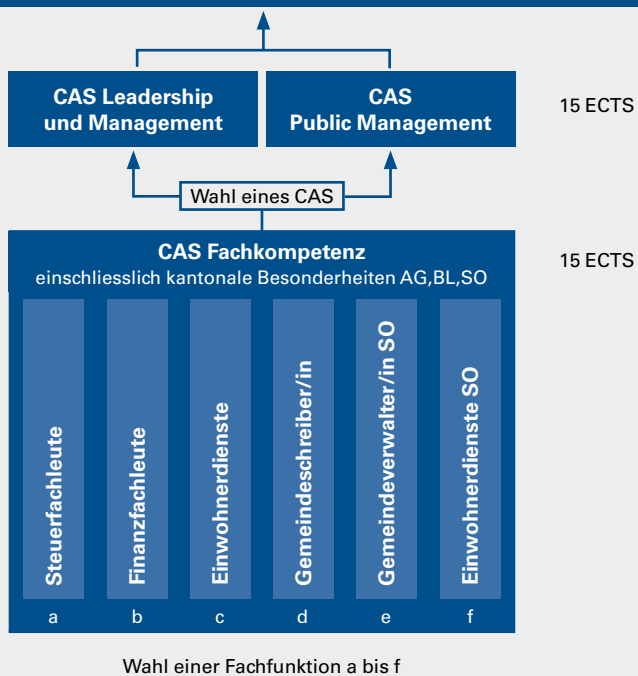 CAS Leadership
und Management
CAS
Public Management
15 ECTS
Wahl eines CAS
CAS Fachkompetenz
einschliesslich kantonale Besonderheiten AG,BL,SO
15 ECTS
Steuerfachleute
Finanzfachleute
Einwohnerdienste
Gemeindeschreiber/in
Gemeindeverwalter/in SO
Einwohnerdienste SO
a
b
c
d
e
f
Wahl einer Fachfunktion a bis f